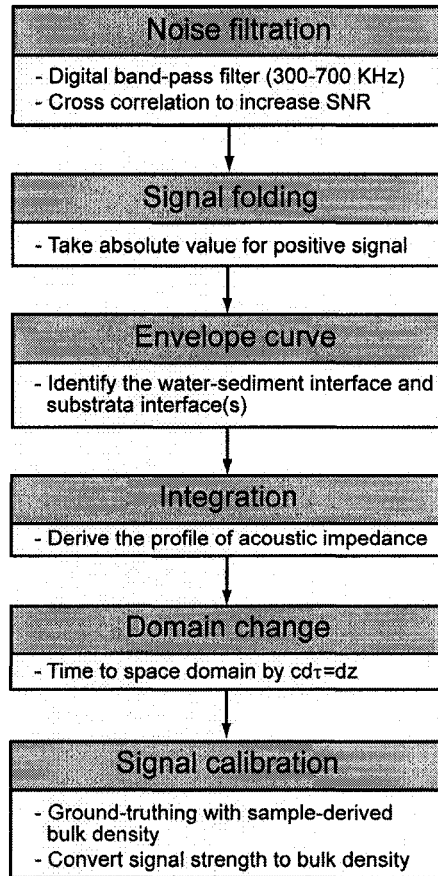 Noise filtration
- Digital band-pass filter (300-700 KHz)
- Cross correlation to increase SNR
Signal folding
- Take absolute value for positive signal
Envelope curve
- Identify the water-sediment interface and
substrata interface(s)
Integration
- Derive the profile of acoustic impedance
Domain change
- Time to space domain by cdτ=dz
Signal calibration
- Ground-truthing with sample-derived
bulk density
- Convert signal strength to bulk density